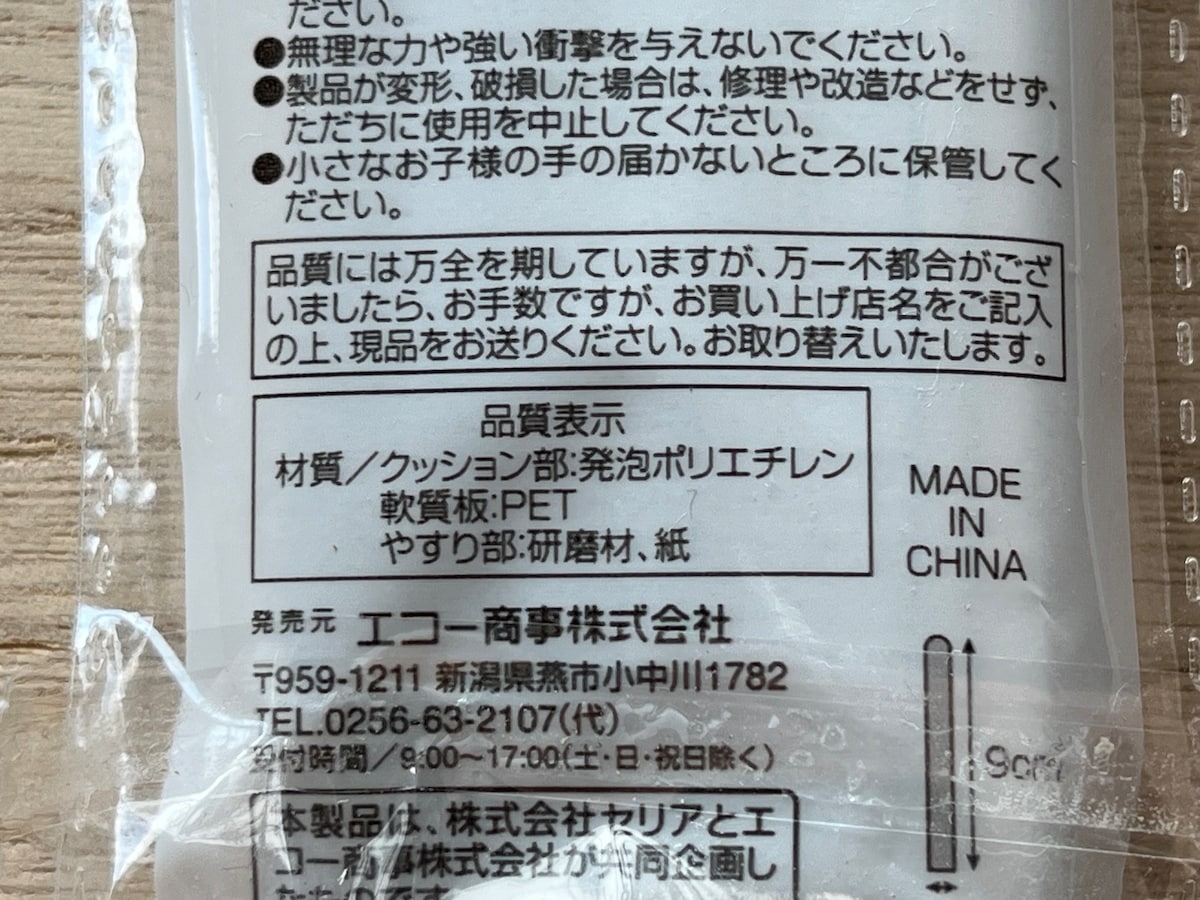 ださい。
●無理な力や強い衝撃を与えないでください。
●製品が変形、破損した場合は、修理や改造などをせず、
ただちに使用を中止してください。
●小さなお子様の手の届かないところに保管してく
ださい。
品質には万全を期していますが、万一不都合がござ
いましたら、お手数ですが、お買い上げ店名をご記入
の上、現品をお送りください。お取り替えいたします。
品質表示
材質／クッション部:発泡ポリエチレン
軟質板:PET
やすり部:研磨材、紙
MADE
IN
CHINA
発売元 エコー商事株式会社
〒959-1211 新潟県燕市小中川1782
TEL.0256-63-2107(代)
受付時間／9:00〜17:00(土・日・祝日除く)
9cm
本製品は、株式会社セリアとエ
コー商事株式会社が共同企画し
たものです